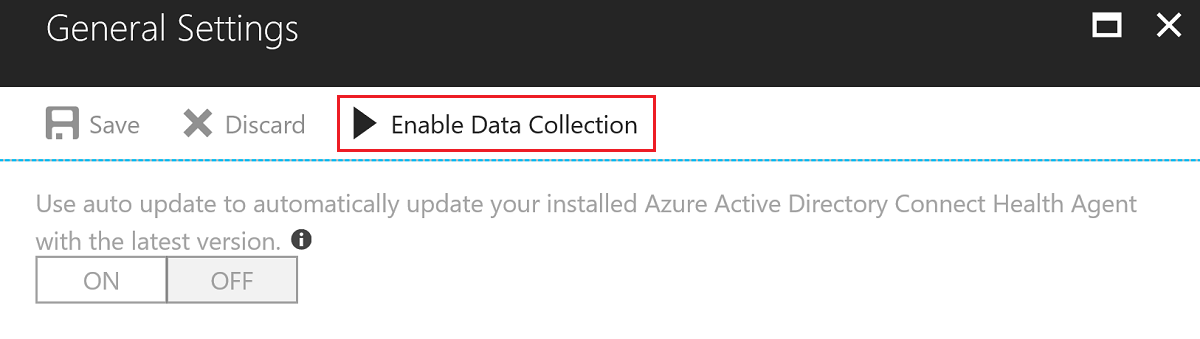 General Settings
Save Discard Enable Data Collection
Use auto update to automatically update your installed Azure Active Directory Connect Health Agent
with the latest version.
ON OFF